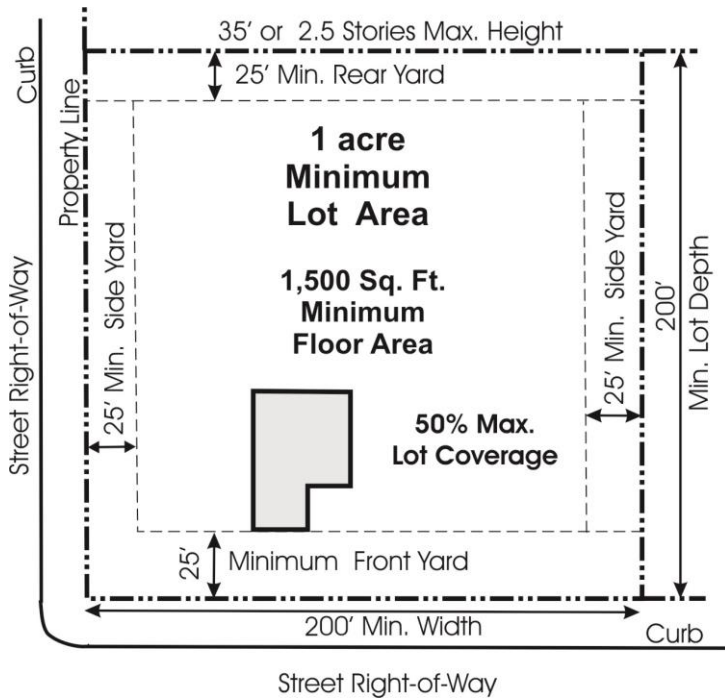 35' or 2.5 Stories Max. Height
Curb
25' Min. Rear Yard
Property Line
1 acre
Minimum
Lot Area
1,500 Sq. Ft.
Minimum
Floor Area
25' Min. Side Yard
25' Min. Side Yard
200'
Min. Lot Depth
Street Right-of-Way
50% Max.
Lot Coverage
25'
Minimum Front Yard
200' Min. Width
Curb
Street Right-of-Way